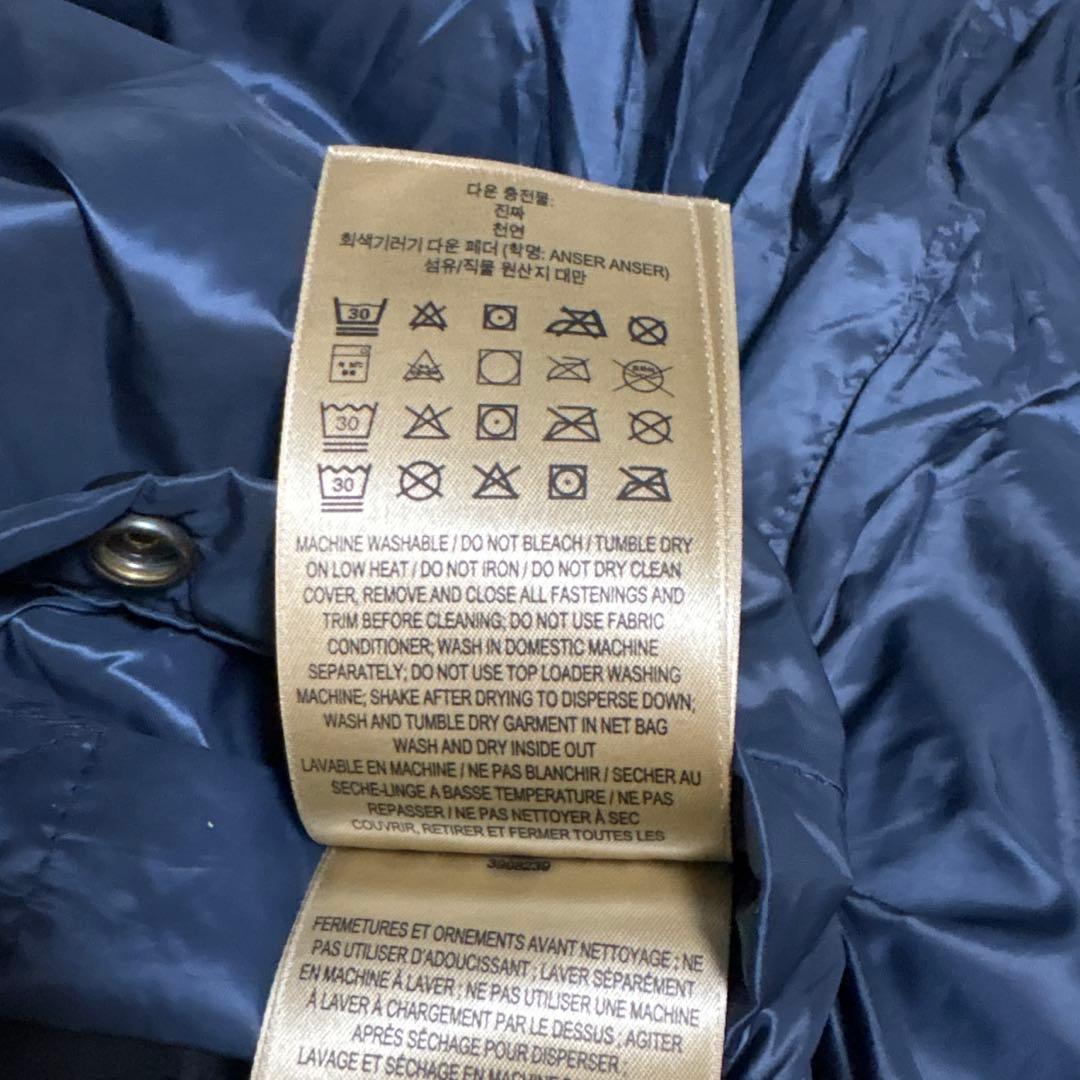 다운 충전물:
진짜
천연
회색기러기 다운 페더 (학명: ANSER ANSER)
섬유/직물 원산지 대만
30
30
30
MACHINE WASHABLE / DO NOT BLEACH / TUMBLE DRY
ON LOW HEAT / DO NOT IRON / DO NOT DRY CLEAN
COVER, REMOVE AND CLOSE ALL FASTENINGS AND
TRIM BEFORE CLEANING; DO NOT USE FABRIC
CONDITIONER; WASH IN DOMESTIC MACHINE
SEPARATELY; DO NOT USE TOP LOADER WASHING
MACHINE; SHAKE AFTER DRYING TO DISPERSE DOWN;
WASH AND TUMBLE DRY GARMENT IN NET BAG
WASH AND DRY INSIDE OUT
LAVABLE EN MACHINE / NE PAS BLANCHIR / SECHER AU
SECHE-LINGE A BASSE TEMPERATURE / NE PAS
REPASSER / NE PAS NETTOYER À SEC
COUVRIR, RETIRER ET FERMER TOUTES LES
FERMETURES ET ORNEMENTS AVANT NETTOYAGE ; NE
PAS UTILISER D'ADOUCISSANT ; LAVER SÉPARÉMENT
EN MACHINE À LAVER ; NE PAS UTILISER UNE MACHINE
À LAVER À CHARGEMENT PAR LE DESSUS ; AGITER
APRÈS SÉCHAGE POUR DISPERSER ;
LAVAGE ET SÉCHAGE EN MACHINE